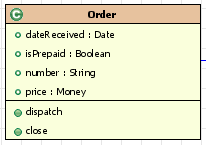 C Order
dateReceived : Date
isPrepaid : Boolean
number : String
price : Money
dispatch
close